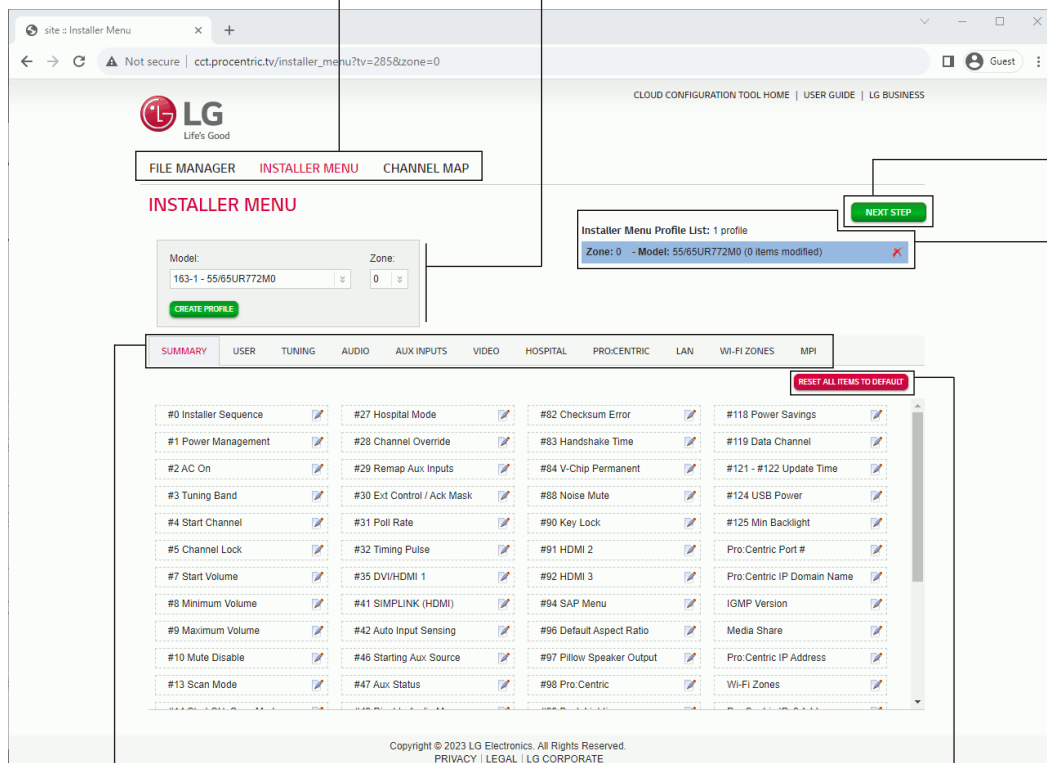 site :: Installer Menu
Not secure | cct.procentric.tv/installer_menu?tv=285&zone=0
Guest
CLOUD CONFIGURATION TOOL HOME | USER GUIDE | LG BUSINESS
LG
Life's Good
FILE MANAGER INSTALLER MENU CHANNEL MAP
INSTALLER MENU
NEXT STEP
Installer Menu Profile List: 1 profile
Zone: 0 - Model: 55/65UR772M0 (0 items modified)
Model: Zone:
163-1 - 55/65UR772M0 0
CREATE PROFILE
SUMMARY USER TUNING AUDIO AUX INPUTS VIDEO HOSPITAL PRO:CENTRIC LAN WI-FI ZONES MPI
RESET ALL ITEMS TO DEFAULT
#0 Installer Sequence #27 Hospital Mode #82 Checksum Error #118 Power Savings
#1 Power Management #28 Channel Override #83 Handshake Time #119 Data Channel
#2 AC On #29 Remap Aux Inputs #84 V-Chip Permanent #121 - #122 Update Time
#3 Tuning Band #30 Ext Control / Ack Mask #88 Noise Mute #124 USB Power
#4 Start Channel #31 Poll Rate #90 Key Lock #125 Min Backlight
#5 Channel Lock #32 Timing Pulse #91 HDMI 2 Pro:Centric Port #
#7 Start Volume #35 DVI/HDMI 1 #92 HDMI 3 Pro:Centric IP Domain Name
#8 Minimum Volume #41 SIMPLINK (HDMI) #94 SAP Menu IGMP Version
#9 Maximum Volume #42 Auto Input Sensing #96 Default Aspect Ratio Media Share
#10 Mute Disable #46 Starting Aux Source #97 Pillow Speaker Output Pro:Centric IP Address
#13 Scan Mode #47 Aux Status #98 Pro:Centric Wi-Fi Zones
Copyright © 2023 LG Electronics. All Rights Reserved.
PRIVACY | LEGAL | LG CORPORATE